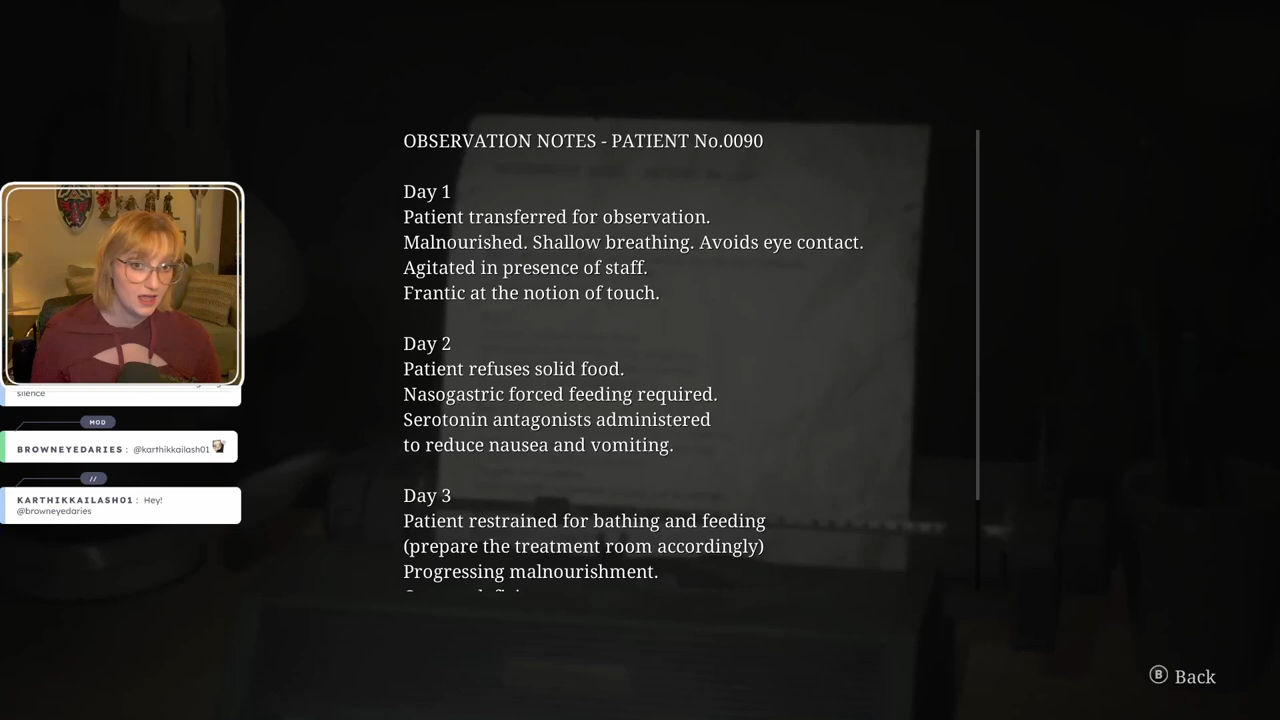 OBSERVATION NOTES - PATIENT No.0090
Day 1
Patient transferred for observation.
Malnourished. Shallow breathing. Avoids eye contact.
Agitated in presence of staff.
Frantic at the notion of touch.
Day 2
Patient refuses solid food.
Nasogastric forced feeding required.
Serotonin antagonists administered
to reduce nausea and vomiting.
Day 3
Patient restrained for bathing and feeding
(prepare the treatment room accordingly)
Progressing malnourishment.
silence
MOD
BROWNEYEDARIES : @karthikkailash01
//
KARTHIKKAILASH01 : Hey!
@browneyedaries
B Back